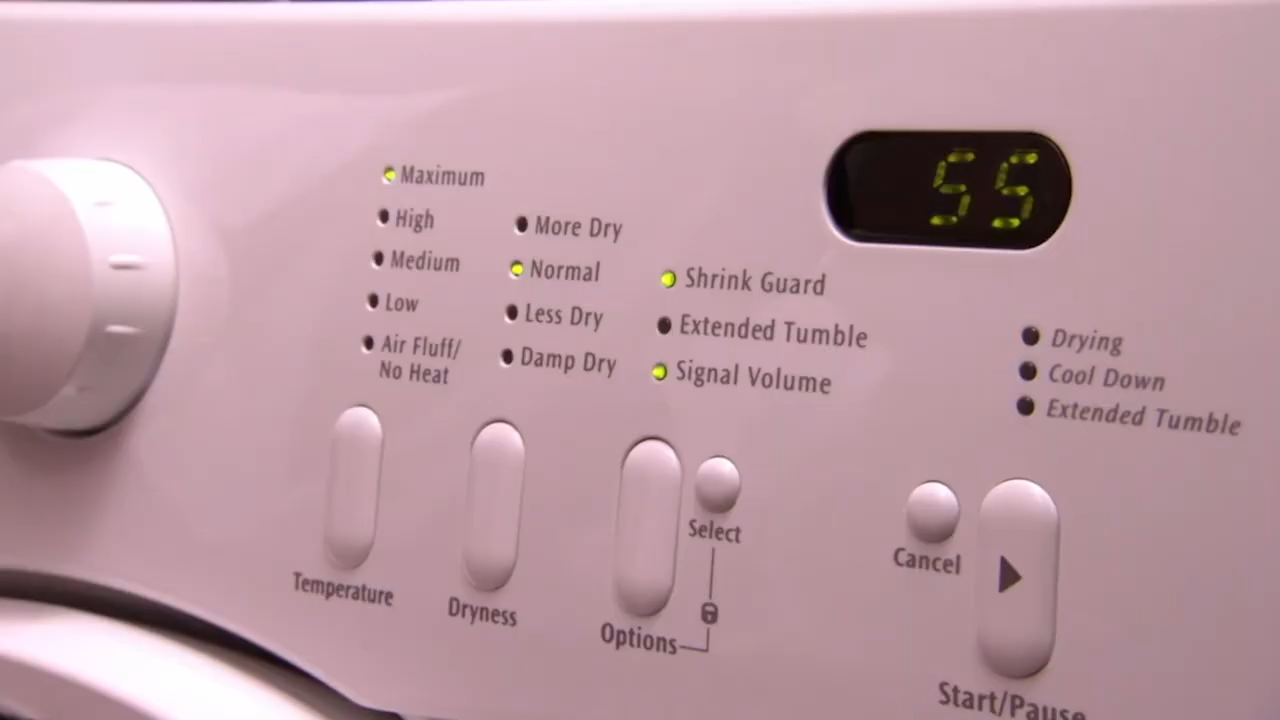 Maximum
High
Medium
Low
Air Fluff/
No Heat
Temperature
More Dry
Normal
Less Dry
Damp Dry
Dryness
Shrink Guard
Extended Tumble
Signal Volume
Options
Select
55
Drying
Cool Down
Extended Tumble
Cancel
Start/Pause